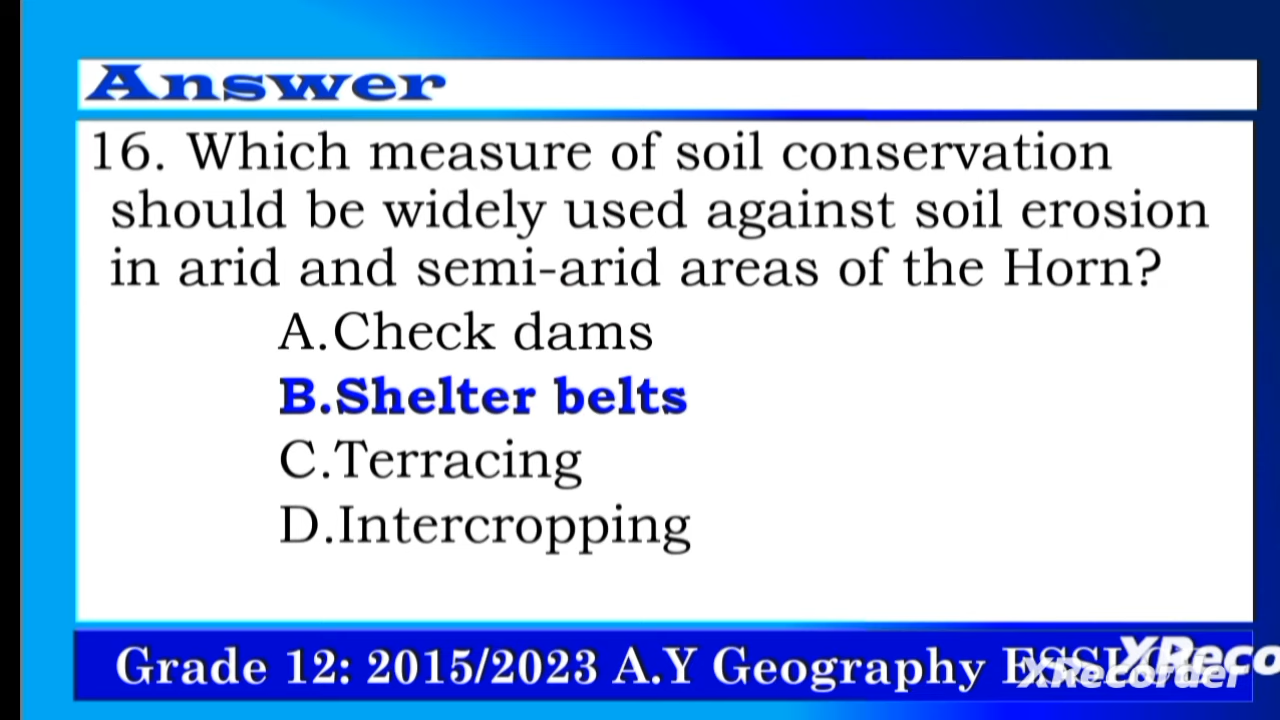 Answer
16. Which measure of soil conservation
should be widely used against soil erosion
in arid and semi-arid areas of the Horn?
A.Check dams
B.Shelter belts
C.Terracing
D.Intercropping
Grade 12: 2015/2023 A.Y Geography
XRecorder